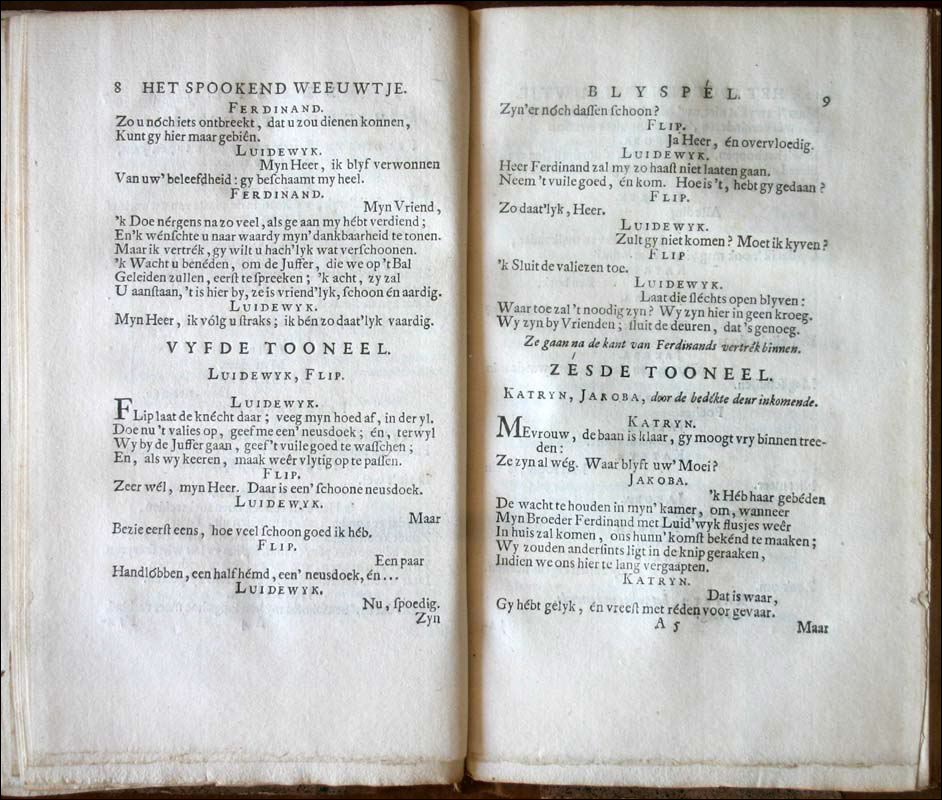 8 HET SPOOKEND WEEUWTJE.
FERDINAND.
Zo u nóch iets ontbreekt, dat u zou dienen konnen,
Kunt gy hier maar gebiên.
LUIDEWYK.
Myn Heer, ik blyf verwonnen
Van uw' beleefdheid: gy beschaamt my heel.
FERDINAND.
Myn Vriend,
'k Doe nérgens na zo veel, als ge aan my hébt verdiend;
En'k wénschte u naar waardy myn' dankbaarheid te tonen.
Maar ik vertrék, gy wilt u hach'lyk wat verschoonen.
'k Wacht u benéden, om de Juffer, die we op 't Bal
Geleiden zullen, eerst te spreeken; 'k acht, zy zal
U aanstaan, 't is hier by, ze is vriend'lyk, schoon én aardig.
LUIDEWYK.
Myn Heer, ik vólg u straks; ik bén zo daat'lyk vaardig.
VYFDE TOONEEL.
LUIDEWYK, FLIP.
LUIDEWYK.
FLip laat de knécht daar; veeg myn hoed af, in der yl.
Doe nu 't valies op, geef me een' neusdoek; én, terwyl
Wy by de Juffer gaan, geef 't vuile goed te wasschen;
En, als wy keeren, maak weêr vlytig op te passen.
FLIP.
Zeer wél, myn Heer. Daar is een' schoone neusdoek.
LUIDEWYK.
Maar
Bezie eerst eens, hoe veel schoon goed ik héb.
FLIP.
Een paar
Handlóbben, een half hémd, een' neusdoek, én...
LUIDEWYK.
Nu, spoedig.
Zyn
BLYSPÉL. 9
Zyn'er nóch dassen schoon?
FLIP.
Ja Heer, én overvloedig.
LUIDEWYK.
Heer Ferdinand zal my zo haast niet laaten gaan.
Neem 't vuile goed, én kom. Hoe is 't, hebt gy gedaan?
FLIP.
Zo daat'lyk, Heer.
LUIDEWYK.
Zult gy niet komen? Moet ik kyven?
FLIP
'k Sluit de valiezen toe.
LUIDEWYK.
Laat die sléchts open blyven:
Waar toe zal 't noodig zyn? Wy zyn hier in geen kroeg.
Wy zyn by Vrienden; sluit de deuren, dat 's genoeg.
Ze gaan na de kant van Ferdinands vertrék binnen.
ZESDE TOONEEL.
KATRYN, JAKOBA, door de bedékte deur inkomende.
KATRYN.
MEvrouw, de baan is klaar, gy moogt vry binnen tree-
den:
Ze zyn al wég. Waar blyft uw' Moei?
JAKOBA.
'k Héb haar gebéden
De wacht te houden in myn' kamer, om, wanneer
Myn Broeder Ferdinand met Luid'wyk flusjes weêr
In huis zal komen, ons hunn' komst bekénd te maaken;
Wy zouden andersints ligt in de knip geraaken,
Indien we ons hier te lang vergaapten.
KATRYN.
Dat is waar,
Gy hébt gelyk, én vreest met réden voor gevaar.
A 5 Maar